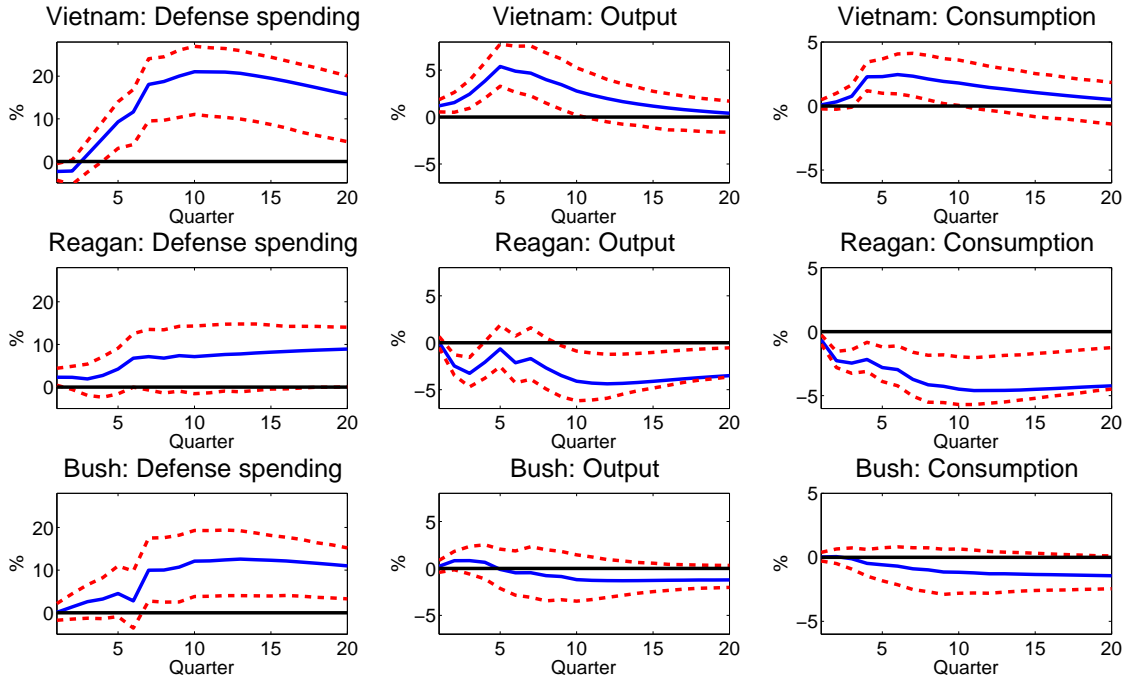 Vietnam: Defense spending
%
20
10
0
5 10 15 20
Quarter
Vietnam: Output
%
5
0
−5
5 10 15 20
Quarter
Vietnam: Consumption
%
5
0
−5
5 10 15 20
Quarter
Reagan: Defense spending
%
20
10
0
5 10 15 20
Quarter
Reagan: Output
%
5
0
−5
5 10 15 20
Quarter
Reagan: Consumption
%
5
0
−5
5 10 15 20
Quarter
Bush: Defense spending
%
20
10
0
5 10 15 20
Quarter
Bush: Output
%
5
0
−5
5 10 15 20
Quarter
Bush: Consumption
%
5
0
−5
5 10 15 20
Quarter